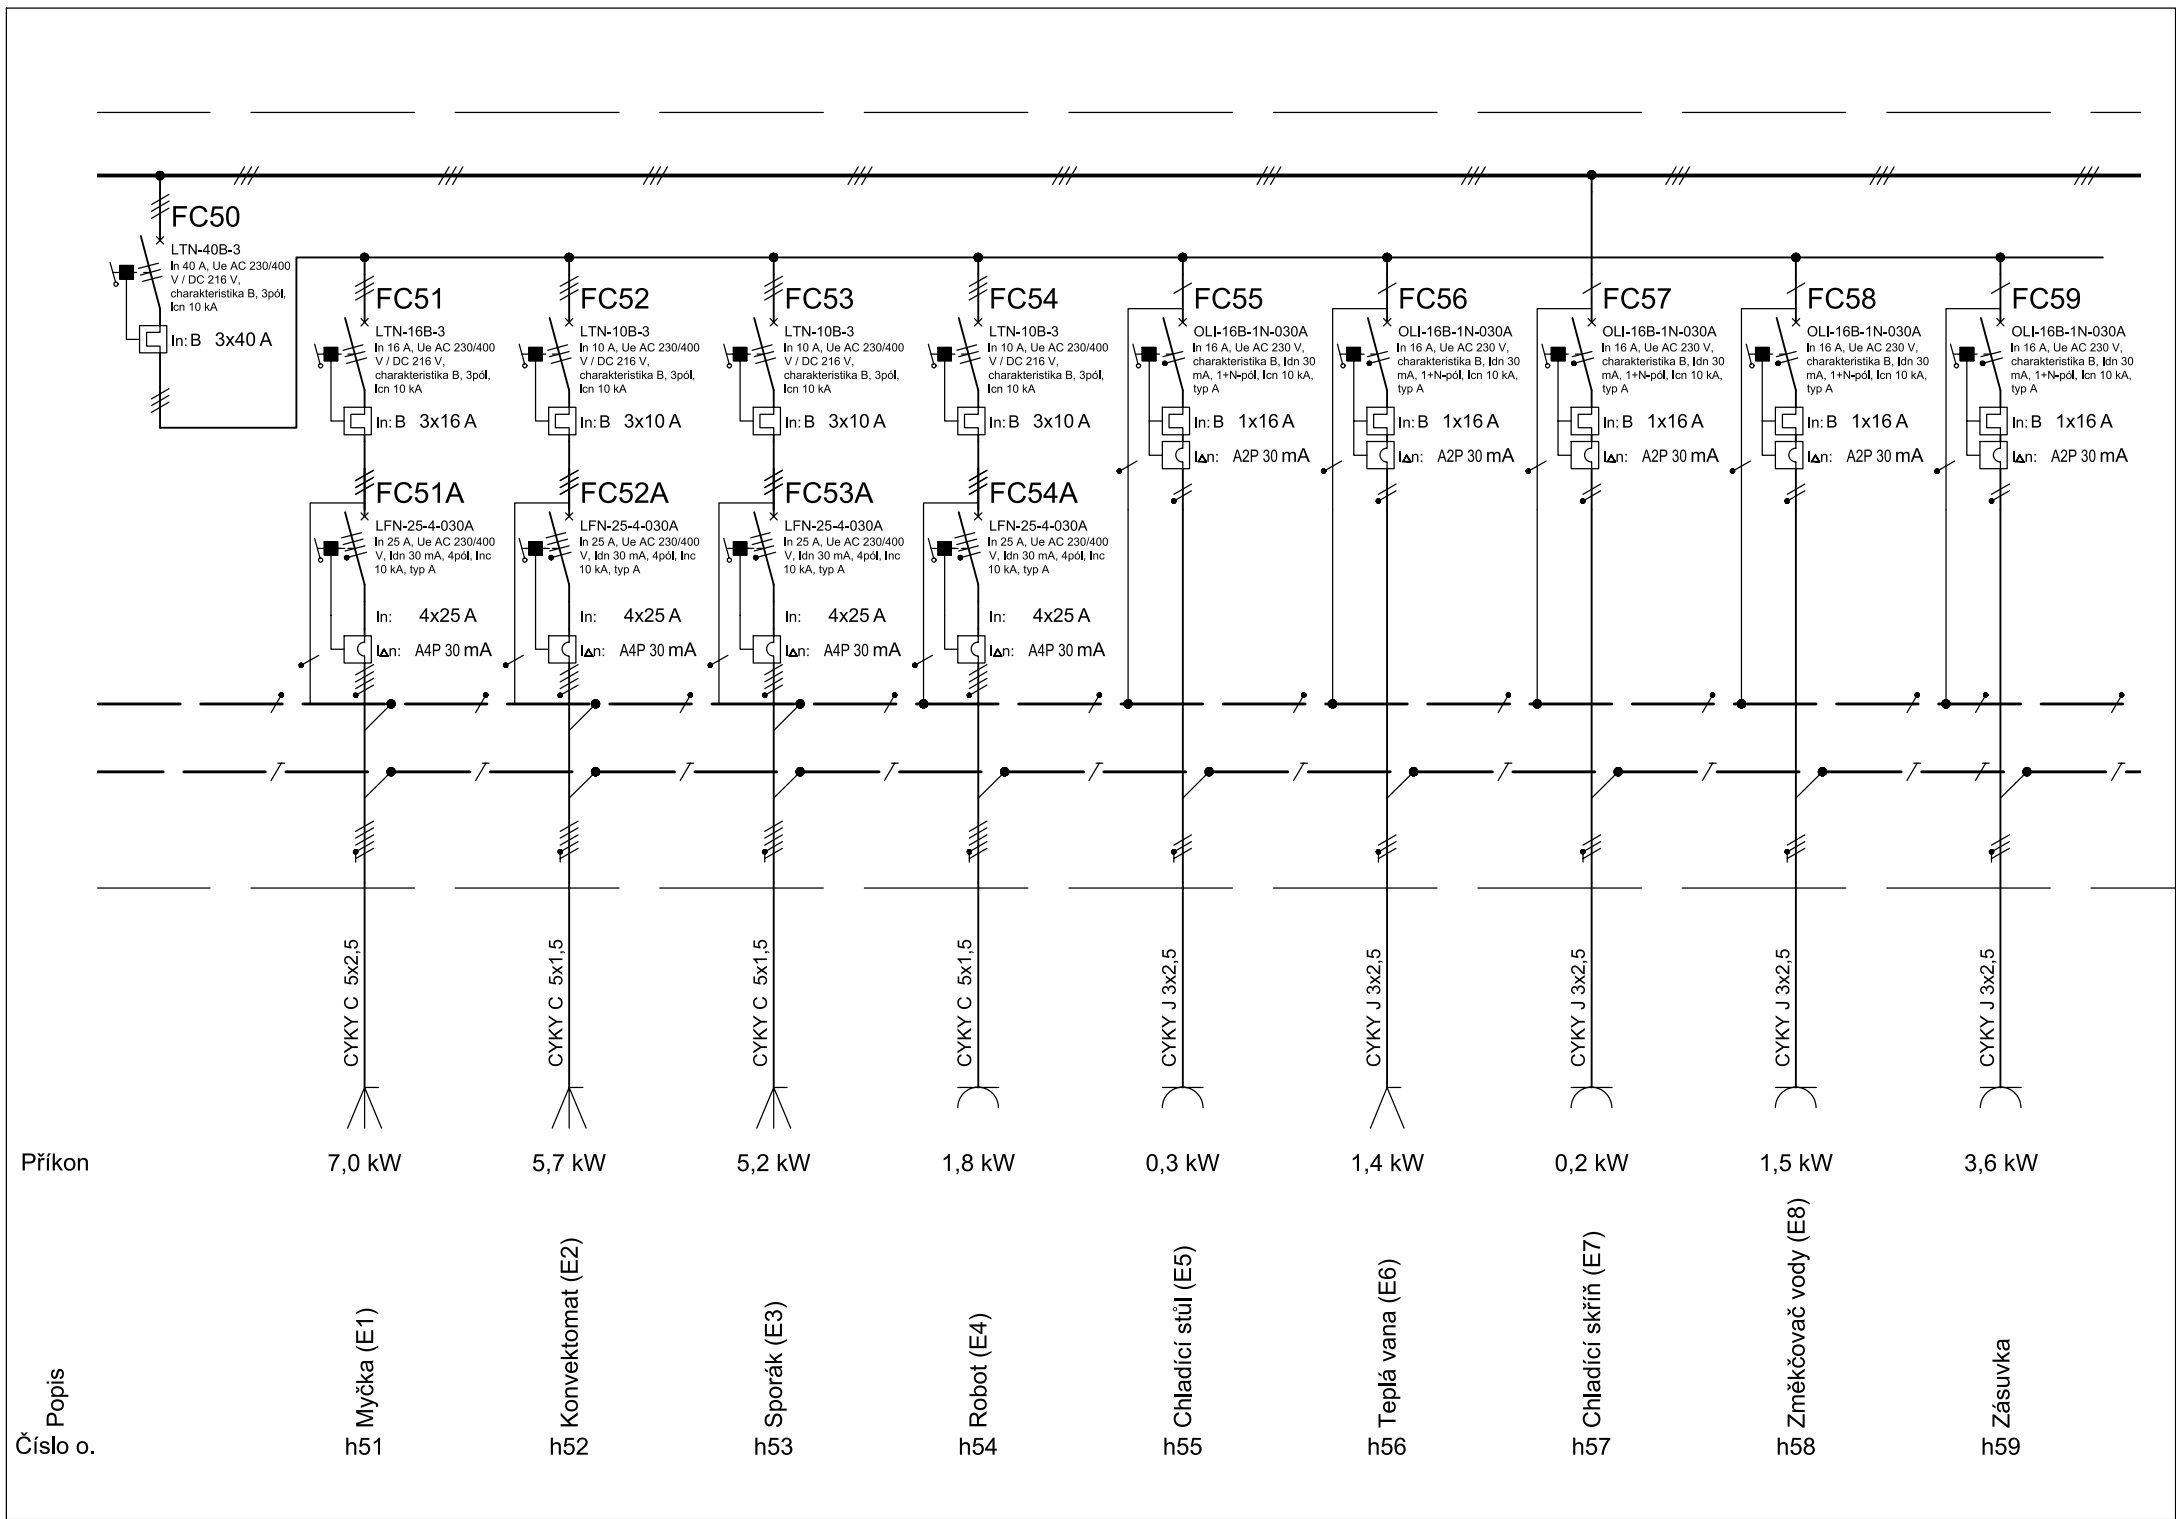 FC50
LTN-40B-3
In 40 A, Ue AC 230/400
V / DC 216 V,
charakteristika B, 3pól,
Icn 10 kA
In: B 3x40 A
FC51
LTN-16B-3
In 16 A, Ue AC 230/400
V / DC 216 V,
charakteristika B, 3pól,
Icn 10 kA
In: B 3x16 A
FC51A
LFN-25-4-030A
In 25 A, Ue AC 230/400
V, Idn 30 mA, 4pól, Inc
10 kA, typ A
In: 4x25 A
I∆n: A4P 30 mA
FC52
LTN-10B-3
In 10 A, Ue AC 230/400
V / DC 216 V,
charakteristika B, 3pól,
Icn 10 kA
In: B 3x10 A
FC52A
LFN-25-4-030A
In 25 A, Ue AC 230/400
V, Idn 30 mA, 4pól, Inc
10 kA, typ A
In: 4x25 A
I∆n: A4P 30 mA
FC53
LTN-10B-3
In 10 A, Ue AC 230/400
V / DC 216 V,
charakteristika B, 3pól,
Icn 10 kA
In: B 3x10 A
FC53A
LFN-25-4-030A
In 25 A, Ue AC 230/400
V, Idn 30 mA, 4pól, Inc
10 kA, typ A
In: 4x25 A
I∆n: A4P 30 mA
FC54
LTN-10B-3
In 10 A, Ue AC 230/400
V / DC 216 V,
charakteristika B, 3pól,
Icn 10 kA
In: B 3x10 A
FC54A
LFN-25-4-030A
In 25 A, Ue AC 230/400
V, Idn 30 mA, 4pól, Inc
10 kA, typ A
In: 4x25 A
I∆n: A4P 30 mA
FC55
OLI-16B-1N-030A
In 16 A, Ue AC 230 V,
charakteristika B, Idn 30
mA, 1+N-pól, Icn 10 kA,
typ A
In: B 1x16 A
I∆n: A2P 30 mA
FC56
OLI-16B-1N-030A
In 16 A, Ue AC 230 V,
charakteristika B, Idn 30
mA, 1+N-pól, Icn 10 kA,
typ A
In: B 1x16 A
I∆n: A2P 30 mA
FC57
OLI-16B-1N-030A
In 16 A, Ue AC 230 V,
charakteristika B, Idn 30
mA, 1+N-pól, Icn 10 kA,
typ A
In: B 1x16 A
I∆n: A2P 30 mA
FC58
OLI-16B-1N-030A
In 16 A, Ue AC 230 V,
charakteristika B, Idn 30
mA, 1+N-pól, Icn 10 kA,
typ A
In: B 1x16 A
I∆n: A2P 30 mA
FC59
OLI-16B-1N-030A
In 16 A, Ue AC 230 V,
charakteristika B, Idn 30
mA, 1+N-pól, Icn 10 kA,
typ A
In: B 1x16 A
I∆n: A2P 30 mA
CYKY C 5x2,5
CYKY C 5x1,5
CYKY C 5x1,5
CYKY C 5x1,5
CYKY J 3x2,5
CYKY J 3x2,5
CYKY J 3x2,5
CYKY J 3x2,5
CYKY J 3x2,5
Příkon 7,0 kW 5,7 kW 5,2 kW 1,8 kW 0,3 kW 1,4 kW 0,2 kW 1,5 kW 3,6 kW
Popis
Myčka (E1)
Konvektomat (E2)
Sporák (E3)
Robot (E4)
Chladící stůl (E5)
Teplá vana (E6)
Chladící skříň (E7)
Změkčovač vody (E8)
Zásuvka
Číslo o. h51 h52 h53 h54 h55 h56 h57 h58 h59